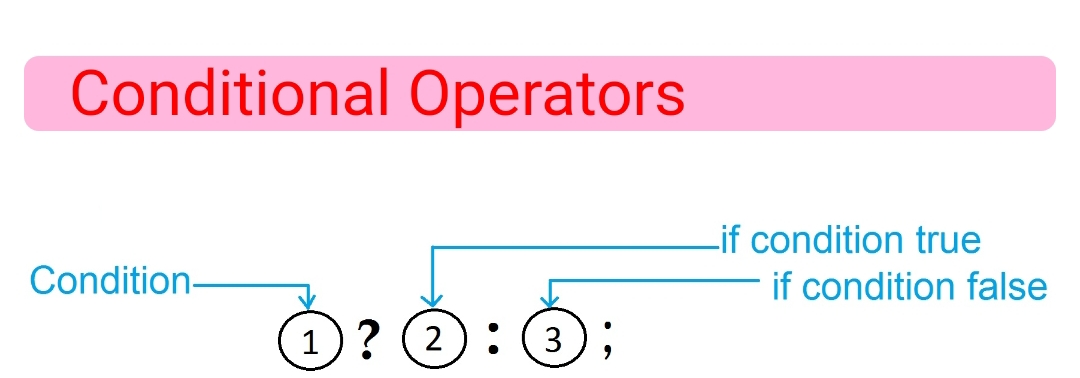 Conditional Operators
if condition true
Condition
if condition false
1 ? 2 : 3 ;